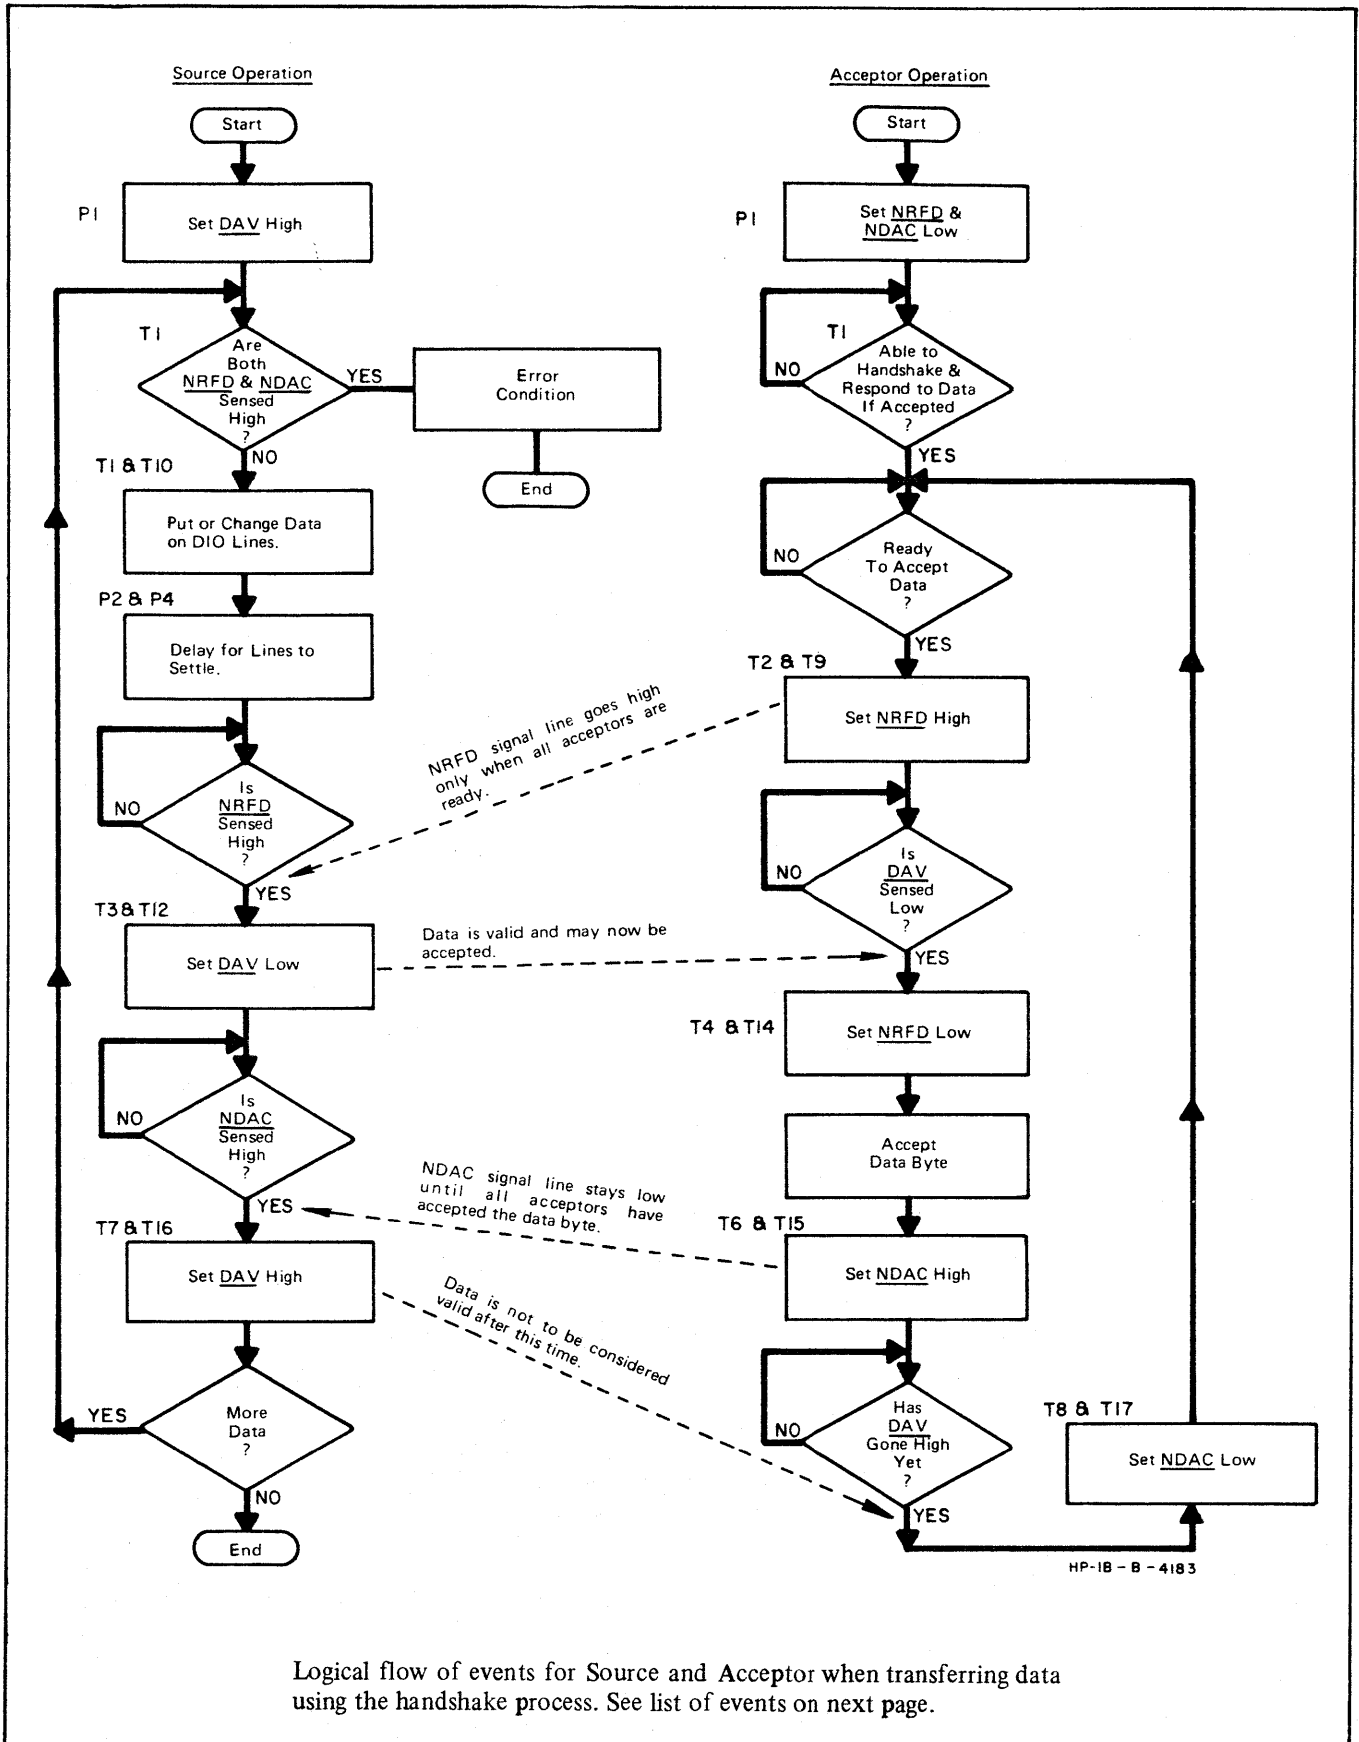 Source Operation
Start
P1
Set DAV High
T1
Are
Both
NRFD & NDAC
Sensed
High
?
YES
Error
Condition
End
NO
T1 & T10
Put or Change Data
on DIO Lines.
P2 & P4
Delay for Lines to
Settle.
Is
NRFD
Sensed
High
?
NO
YES
T3 & T12
Set DAV Low
Is
NDAC
Sensed
High
?
NO
YES
T7 & T16
Set DAV High
More
Data
?
YES
NO
End
NRFD signal line goes high
only when all acceptors are
ready.
Data is valid and may now be
accepted.
NDAC signal line stays low
until all acceptors have
accepted the data byte.
Data is not to be considered
valid after this time.
Acceptor Operation
Start
P1
Set NRFD &
NDAC Low
T1
Able to
Handshake &
Respond to Data
If Accepted
?
NO
YES
Ready
To Accept
Data
?
NO
YES
T2 & T9
Set NRFD High
Is
DAV
Sensed
Low
?
NO
YES
T4 & T14
Set NRFD Low
Accept
Data Byte
T6 & T15
Set NDAC High
Has
DAV
Gone High
Yet
?
NO
YES
T8 & T17
Set NDAC Low
HP-IB-B-4183
Logical flow of events for Source and Acceptor when transferring data
using the handshake process. See list of events on next page.